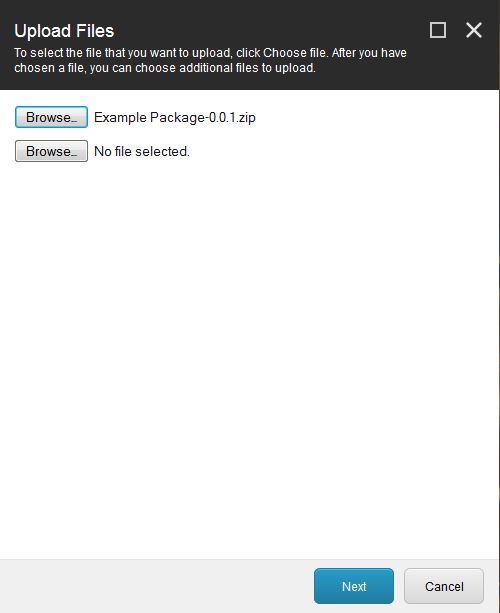 Upload Files
To select the file that you want to upload, click Choose file. After you have
chosen a file, you can choose additional files to upload.
Browse... Example Package-0.0.1.zip
Browse... No file selected.
Next Cancel